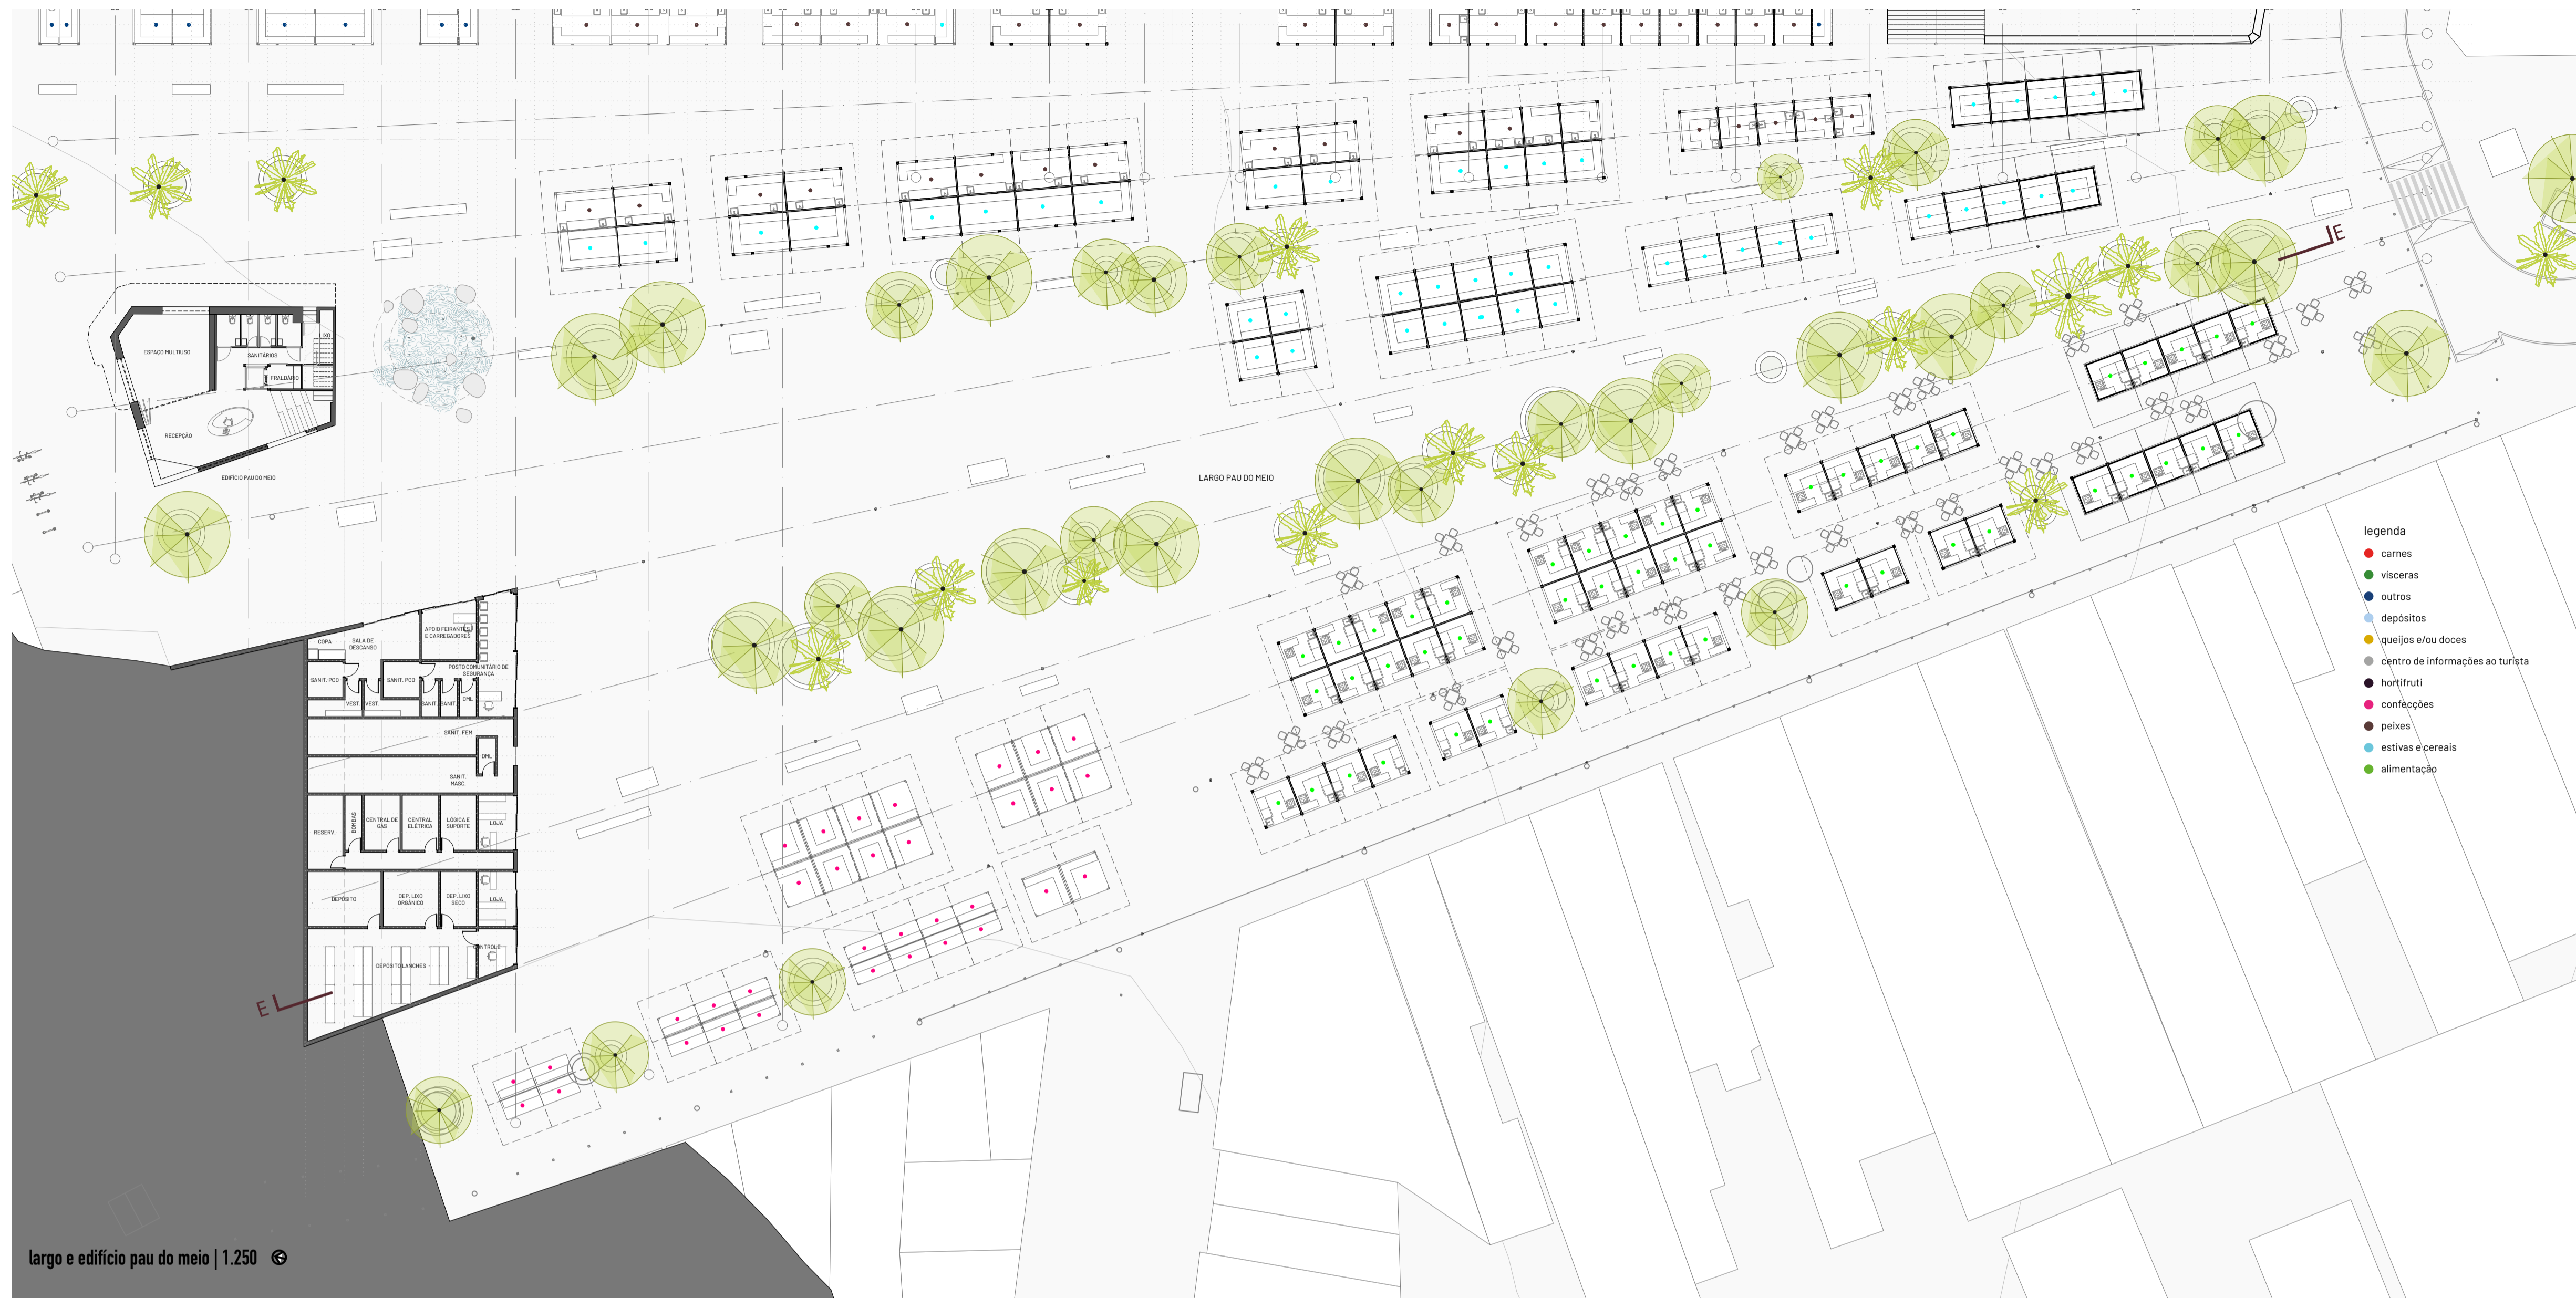 LIXO
ESPAÇO MULTIUSO
SANITÁRIOS
FRALDÁRIO
RECEPÇÃO
EDIFÍCIO PAU DO MEIO
E
LARGO PAU DO MEIO
legenda
carnes
vísceras
outros
depósitos
queijos e/ou doces
centro de informações ao turista
hortifruti
confecções
peixes
estivas e cereais
alimentação
COPA
SALA DE
DESCANSO
APOIO FEIRANTES
E CARREGADORES
POSTO COMUNITÁRIO DE
SEGURANÇA
SANIT. PCD
SANIT. PCD
VEST.
VEST.
SANIT.
SANIT.
DML
SANIT. FEM
DML
SANIT.
MASC.
RESERV.
BOMBAS
CENTRAL DE
GÁS
CENTRAL
ELÉTRICA
LÓGICA E
SUPORTE
LOJA
DEPÓSITO
DEP. LIXO
ORGÂNICO
DEP. LIXO
SECO
LOJA
CONTROLE
DEPÓSITO LANCHES
E
largo e edifício pau do meio | 1.250